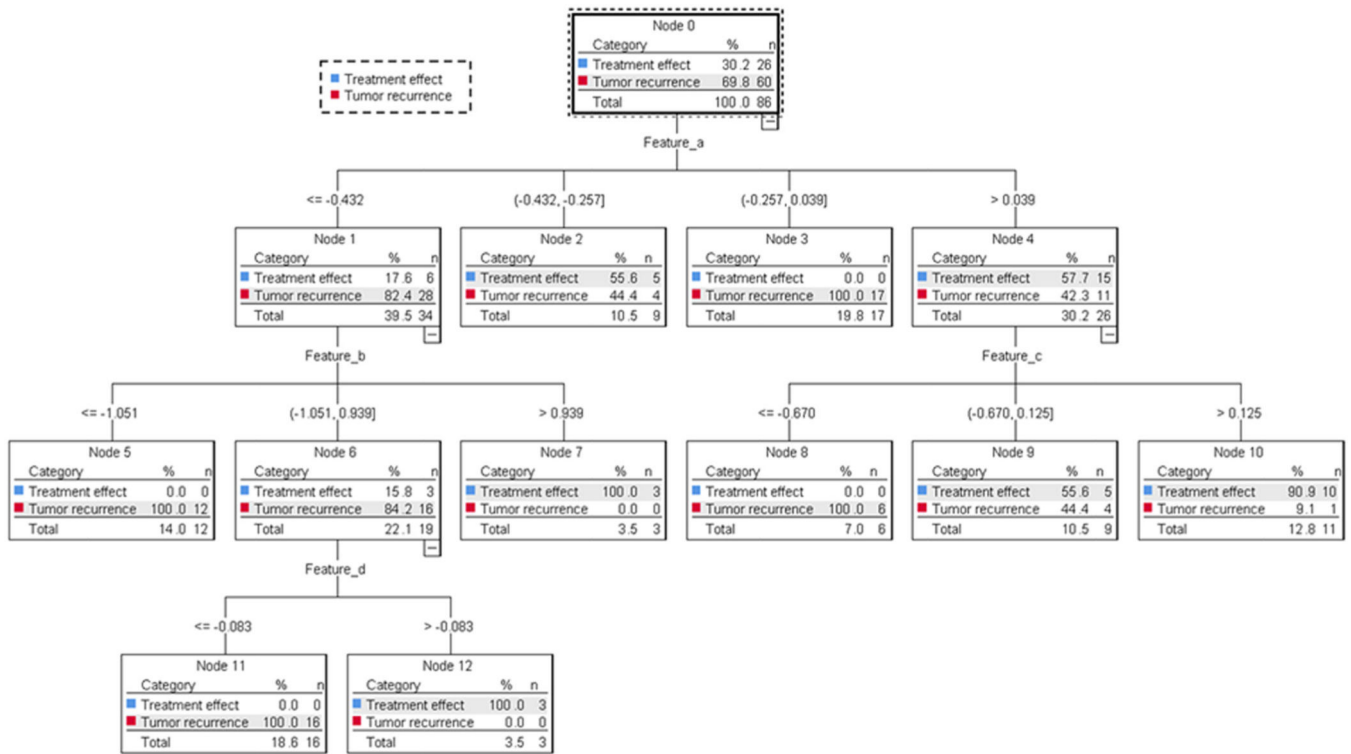 Node 0
Category % n
Treatment effect 30.2 26
Tumor recurrence 69.8 60
Total 100.0 86
Treatment effect
Tumor recurrence
Feature_a
<= -0.432
(-0.432, -0.257]
(-0.257, 0.039]
> 0.039
Node 1
Category % n
Treatment effect 17.6 6
Tumor recurrence 82.4 28
Total 39.5 34
Node 2
Category % n
Treatment effect 55.6 5
Tumor recurrence 44.4 4
Total 10.5 9
Node 3
Category % n
Treatment effect 0.0 0
Tumor recurrence 100.0 17
Total 19.8 17
Node 4
Category % n
Treatment effect 57.7 15
Tumor recurrence 42.3 11
Total 30.2 26
Feature_b
Feature_c
<= -1.051
(-1.051, 0.939]
> 0.939
<= -0.670
(-0.670, 0.125]
> 0.125
Node 5
Category % n
Treatment effect 0.0 0
Tumor recurrence 100.0 12
Total 14.0 12
Node 6
Category % n
Treatment effect 15.8 3
Tumor recurrence 84.2 16
Total 22.1 19
Node 7
Category % n
Treatment effect 100.0 3
Tumor recurrence 0.0 0
Total 3.5 3
Node 8
Category % n
Treatment effect 0.0 0
Tumor recurrence 100.0 6
Total 7.0 6
Node 9
Category % n
Treatment effect 55.6 5
Tumor recurrence 44.4 4
Total 10.5 9
Node 10
Category % n
Treatment effect 90.9 10
Tumor recurrence 9.1 1
Total 12.8 11
Feature_d
<= -0.083
> -0.083
Node 11
Category % n
Treatment effect 0.0 0
Tumor recurrence 100.0 16
Total 18.6 16
Node 12
Category % n
Treatment effect 100.0 3
Tumor recurrence 0.0 0
Total 3.5 3